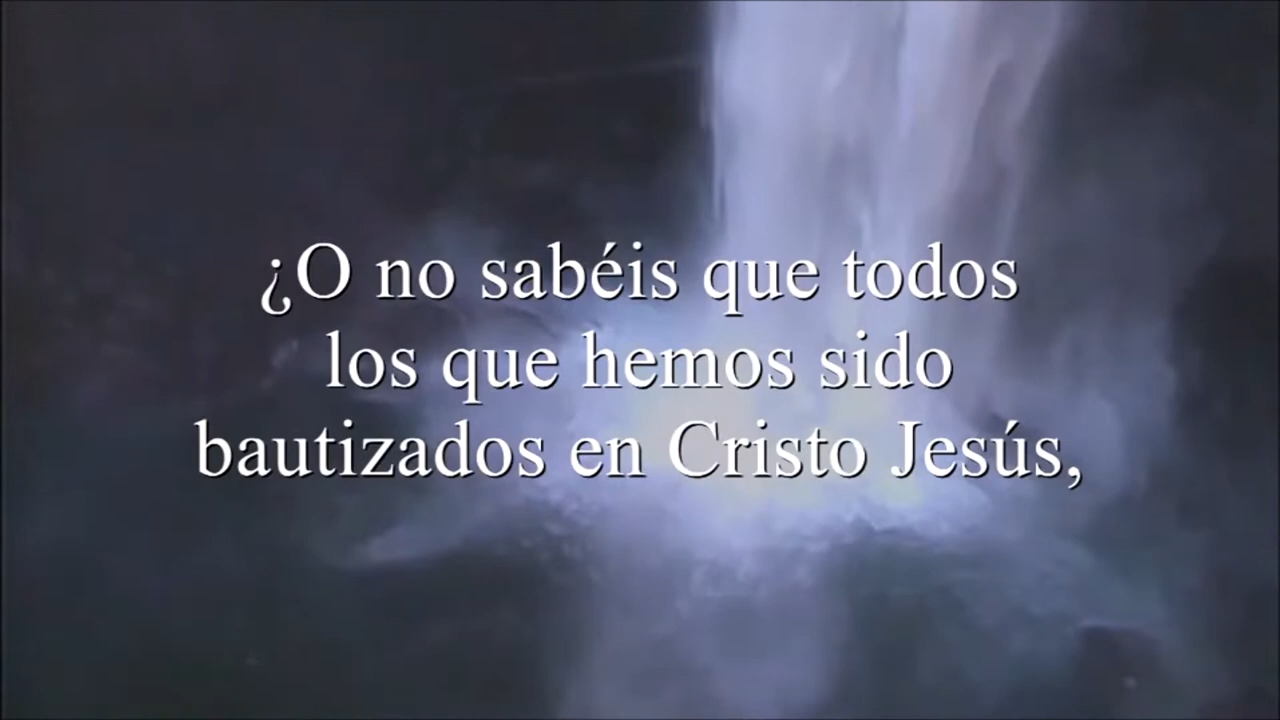 ¿O no sabéis que todos
los que hemos sido
bautizados en Cristo Jesús,